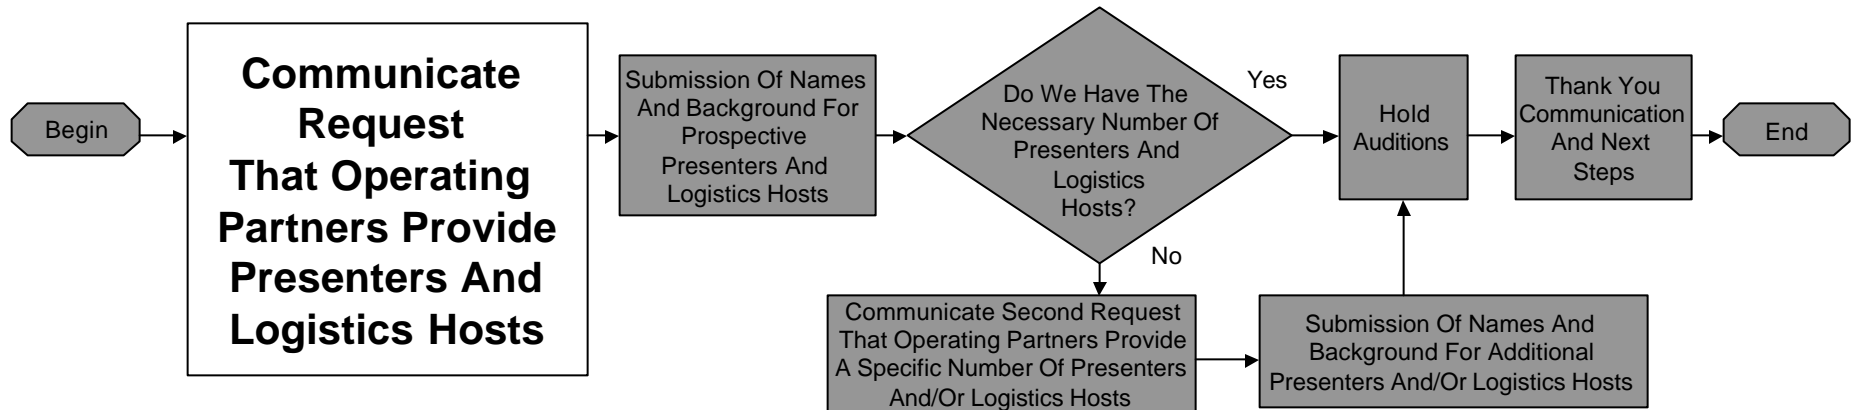 Begin
Communicate
Request
That Operating
Partners Provide
Presenters And
Logistics Hosts
Submission Of Names
And Background For
Prospective
Presenters And
Logistics Hosts
Do We Have The
Necessary Number Of
Presenters And
Logistics
Hosts?
Yes
No
Hold
Auditions
Thank You
Communication
And Next
Steps
End
Communicate Second Request
That Operating Partners Provide
A Specific Number Of Presenters
And/Or Logistics Hosts
Submission Of Names And
Background For Additional
Presenters And/Or Logistics Hosts